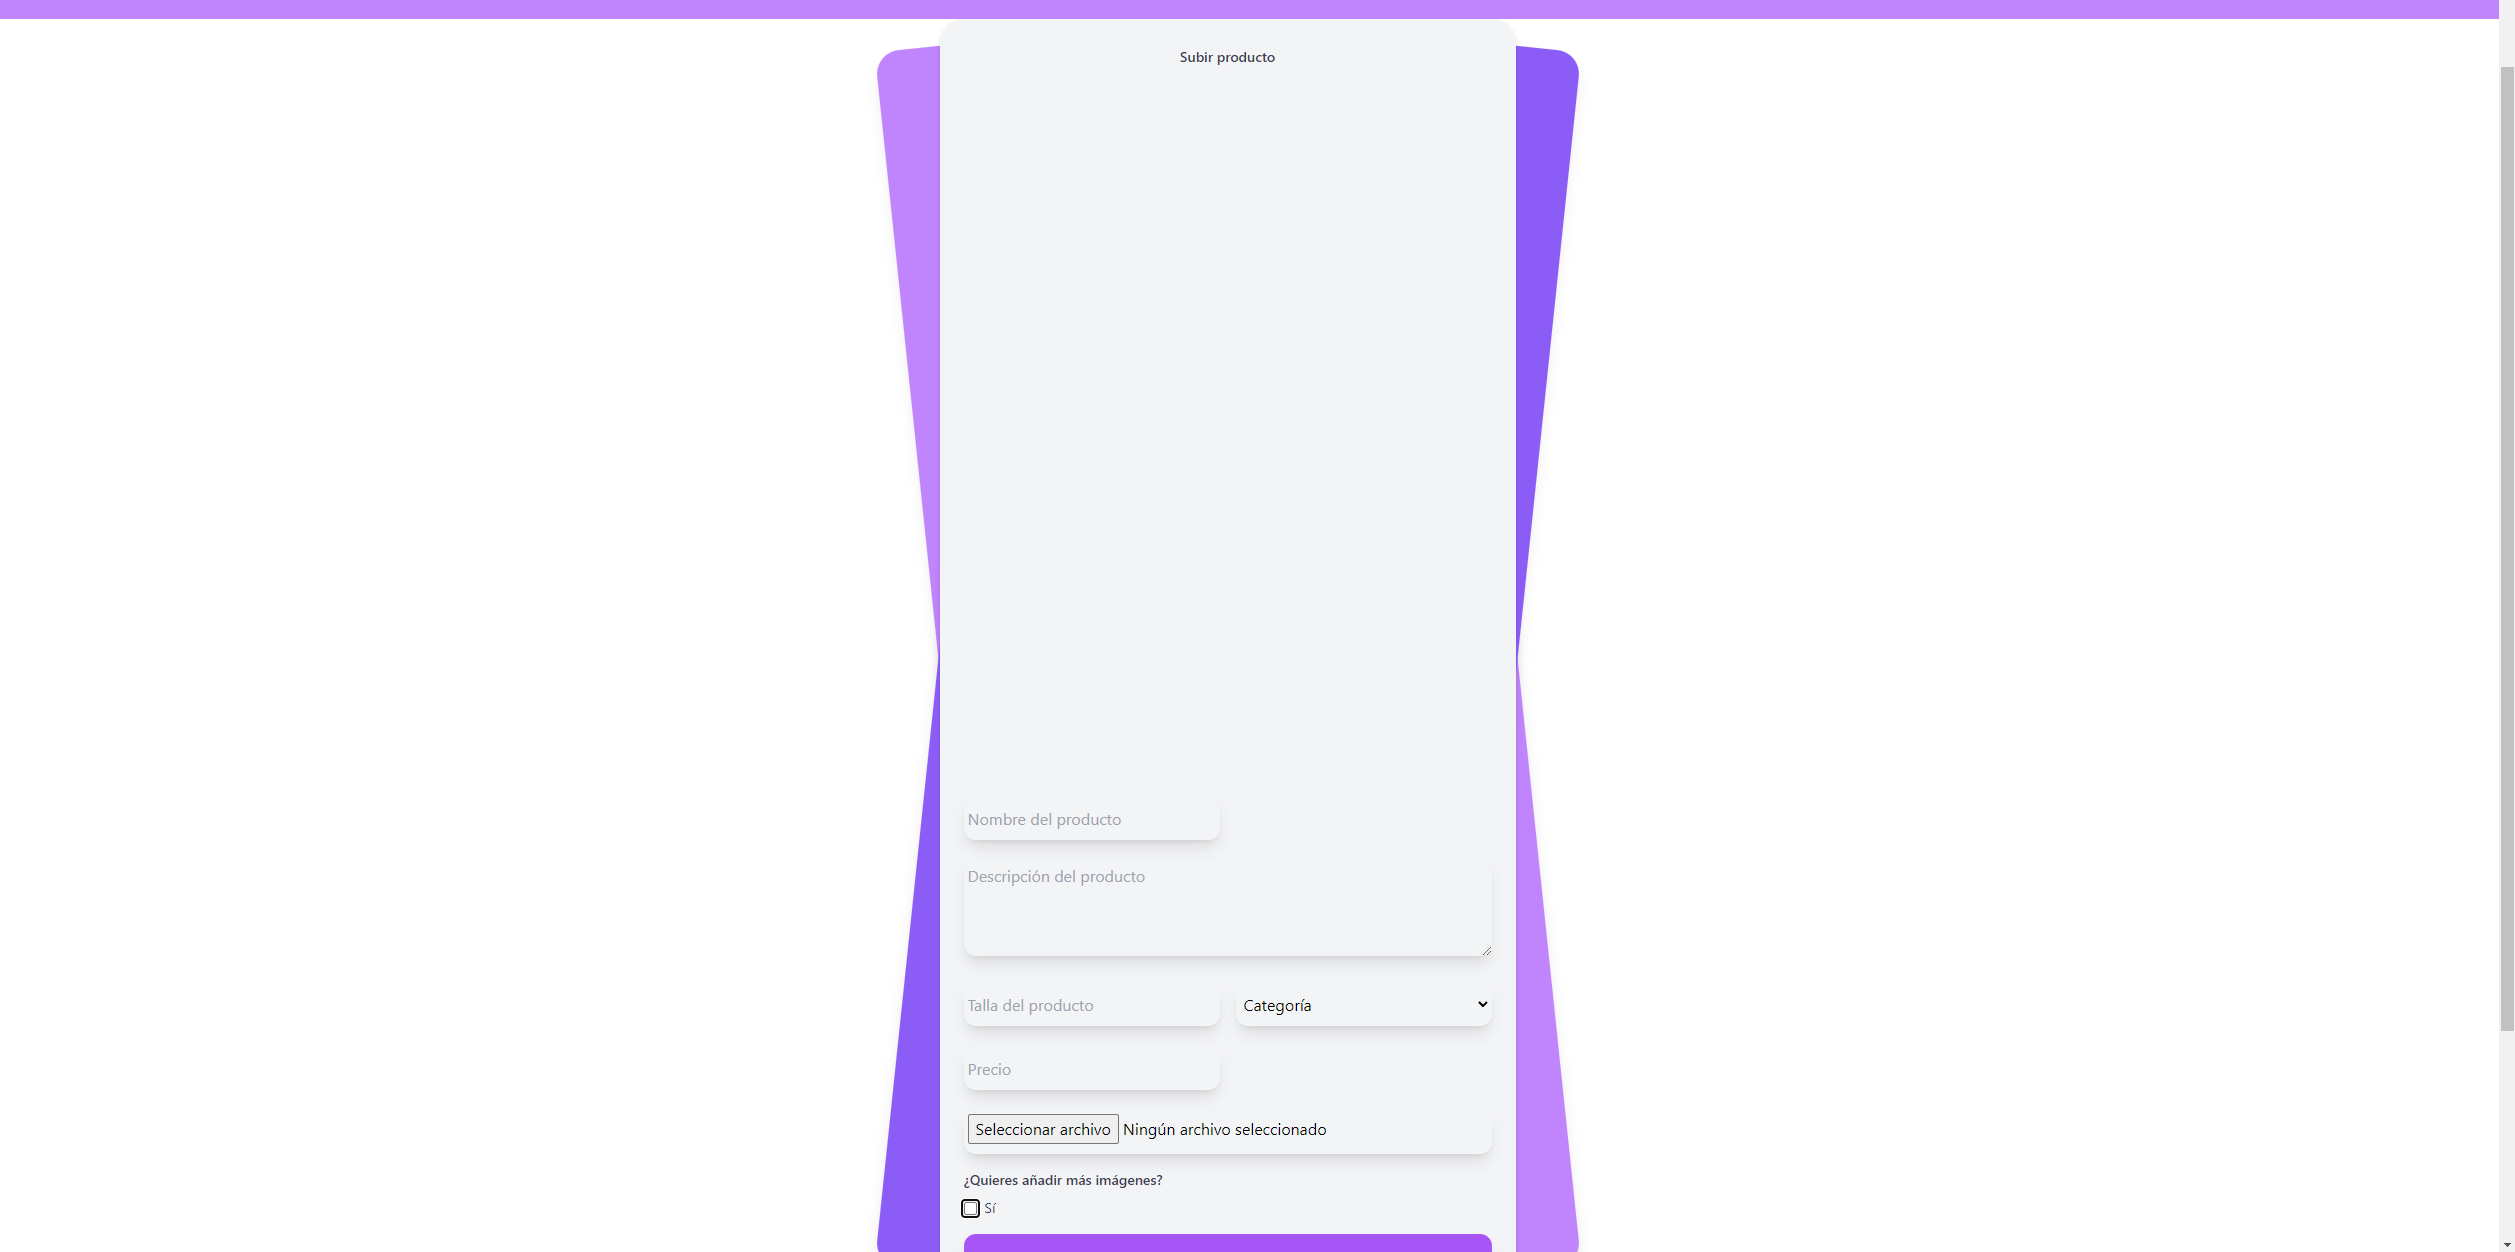 Subir producto
Nombre del producto
Descripción del producto
Talla del producto Categoría
Precio
Seleccionar archivo Ningún archivo seleccionado
¿Quieres añadir más imágenes?
Sí